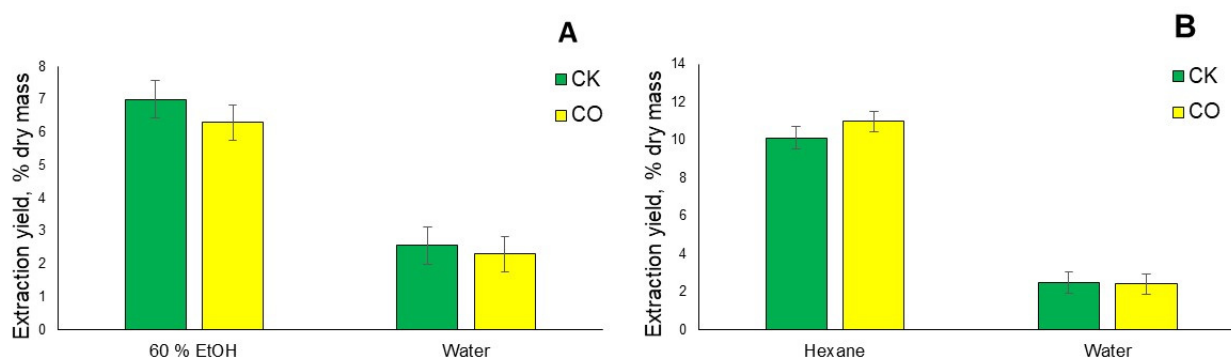 A
Extraction yield, % dry mass
8
7
6
5
4
3
2
1
0
CK
CO
60 % EtOH
Water
B
Extraction yield, % dry mass
14
12
10
8
6
4
2
0
CK
CO
Hexane
Water